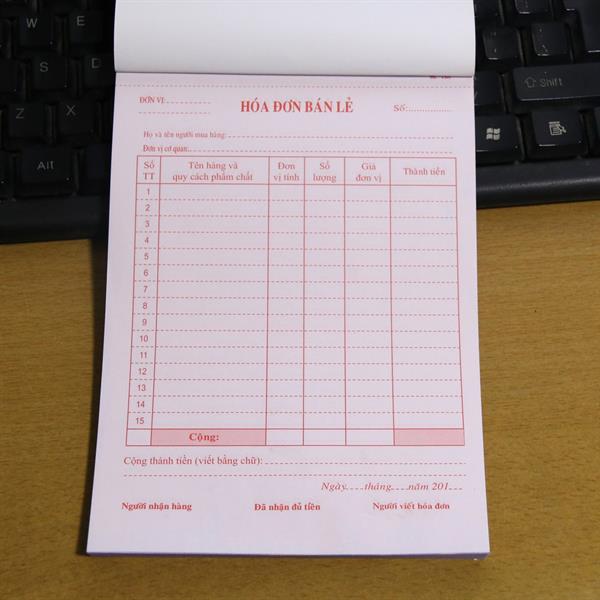 W E
S D
Z X
Alt
Shift
ĐƠN VỊ:
HÓA ĐƠN BÁN LẺ
Số:
Họ và tên người mua hàng:
Đơn vị cơ quan:
Số TT Tên hàng và quy cách phẩm chất Đơn vị tính Số lượng Giá đơn vị Thành tiền
1
2
3
4
5
6
7
8
9
10
11
12
13
14
15
Cộng:
Cộng thành tiền (viết bằng chữ):
Ngày tháng năm 201
Người nhận hàng Đã nhận đủ tiền Người viết hóa đơn